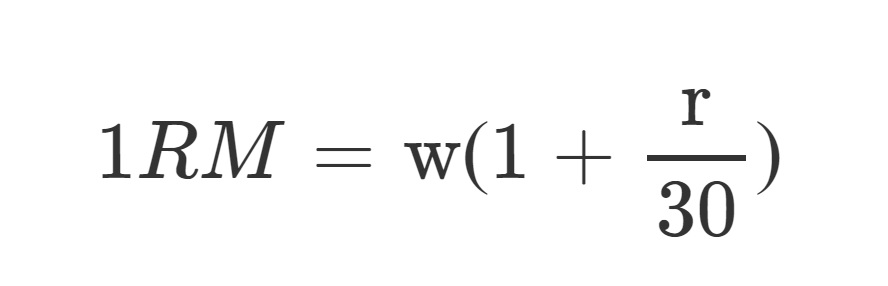 1RM = w(1 + r/30)